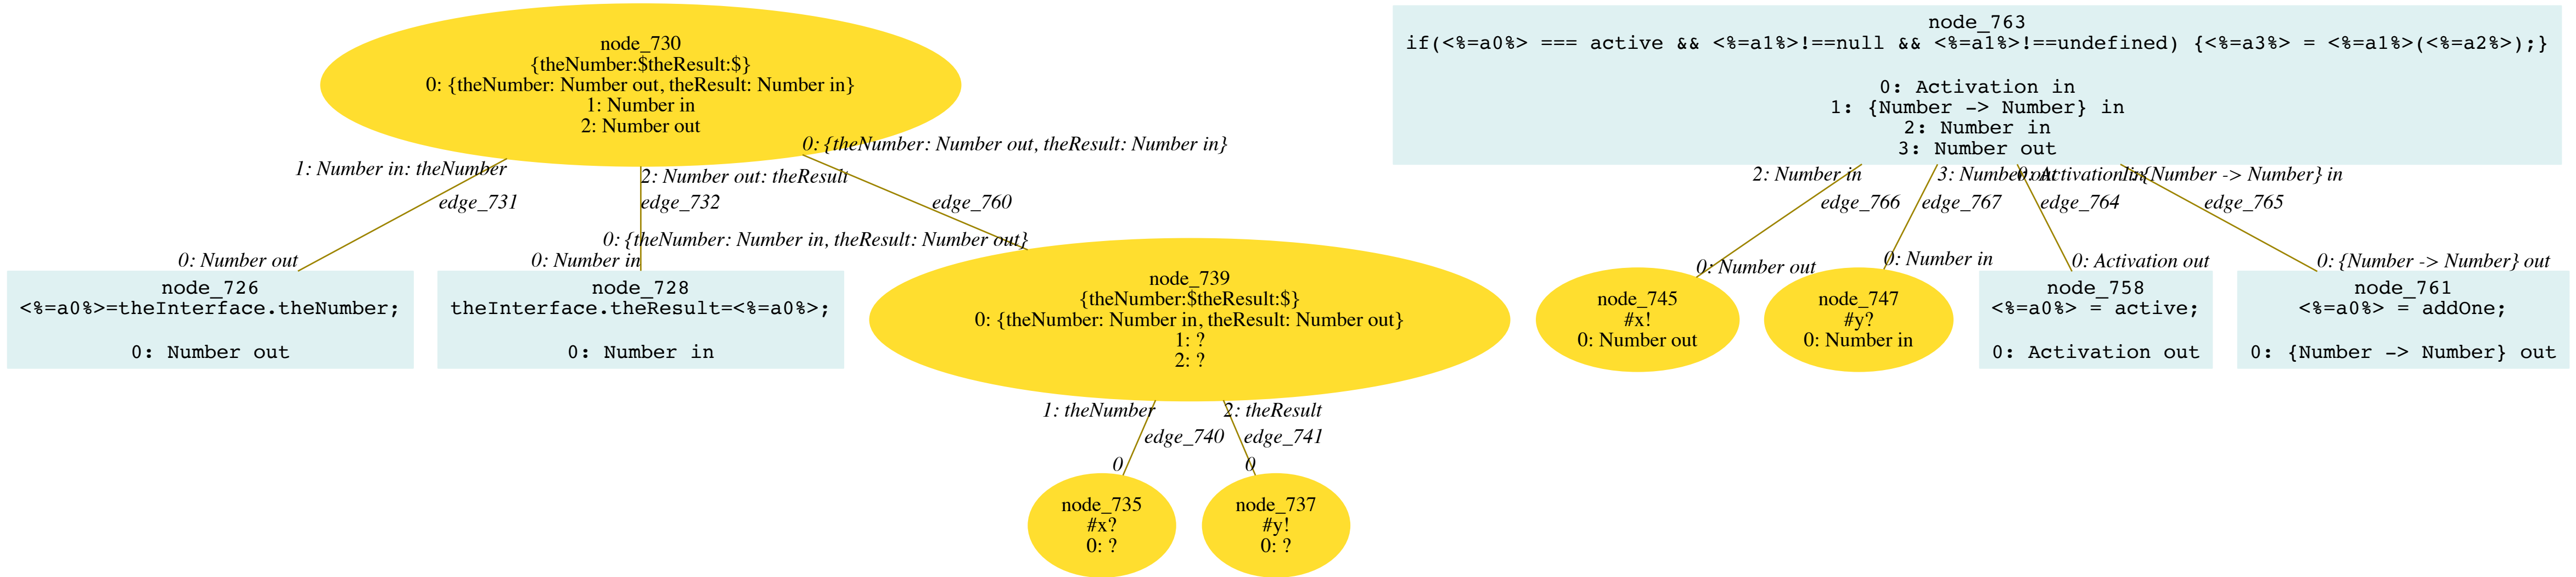 node_730
{theNumber:$theResult:$}
0: {theNumber: Number out, theResult: Number in}
1: Number in
2: Number out
node_763
if(<%=a0%> === active && <%=a1%>!==null && <%=a1%>!==undefined) {<%=a3%> = <%=a1%>(<%=a2%>);}
0: Activation in
1: {Number -> Number} in
2: Number in
3: Number out
0: {theNumber: Number out, theResult: Number in}
1: Number in: theNumber
2: Number out: theResult
2: Number in
3: Number out
0: Activation in
1: {Number -> Number} in
edge_731
edge_732
edge_760
edge_766
edge_767
edge_764
edge_765
0: {theNumber: Number in, theResult: Number out}
0: Number out
0: Number in
0: Number out
0: Number in
0: Activation out
0: {Number -> Number} out
node_726
<%=a0%>=theInterface.theNumber;
0: Number out
node_728
theInterface.theResult=<%=a0%>;
0: Number in
node_739
{theNumber:$theResult:$}
0: {theNumber: Number in, theResult: Number out}
1: ?
2: ?
node_745
#x!
0: Number out
node_747
#y?
0: Number in
node_758
<%=a0%> = active;
0: Activation out
node_761
<%=a0%> = addOne;
0: {Number -> Number} out
1: theNumber
2: theResult
edge_740
edge_741
0
0
node_735
#x?
0: ?
node_737
#y!
0: ?